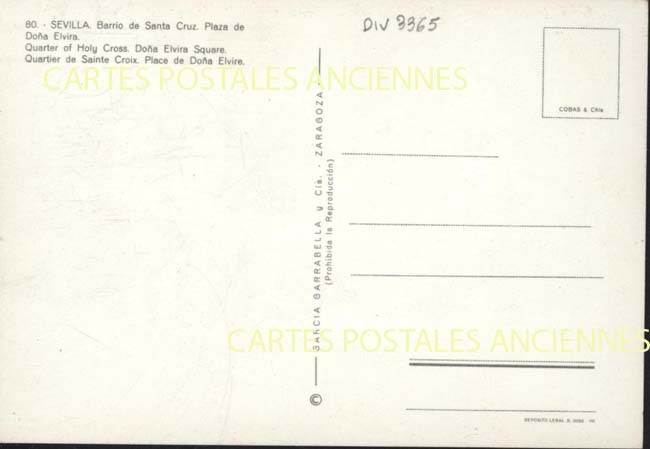 80. - SEVILLA. Barrio de Santa Cruz. Plaza de
Doña Elvira.
Quarter of Holy Cross. Doña Elvira Square.
Quartier de Sainte Croix. Place de Doña Elvire.
DIV 3365
CARTES POSTALES ANCIENNES
COBAS & Cñía
© GARCIA GARRABELLA y Cía. - ZARAGOZA
(Prohibida la Reproducción)
CARTES POSTALES ANCIENNES
DEPOSITO LEGAL B.